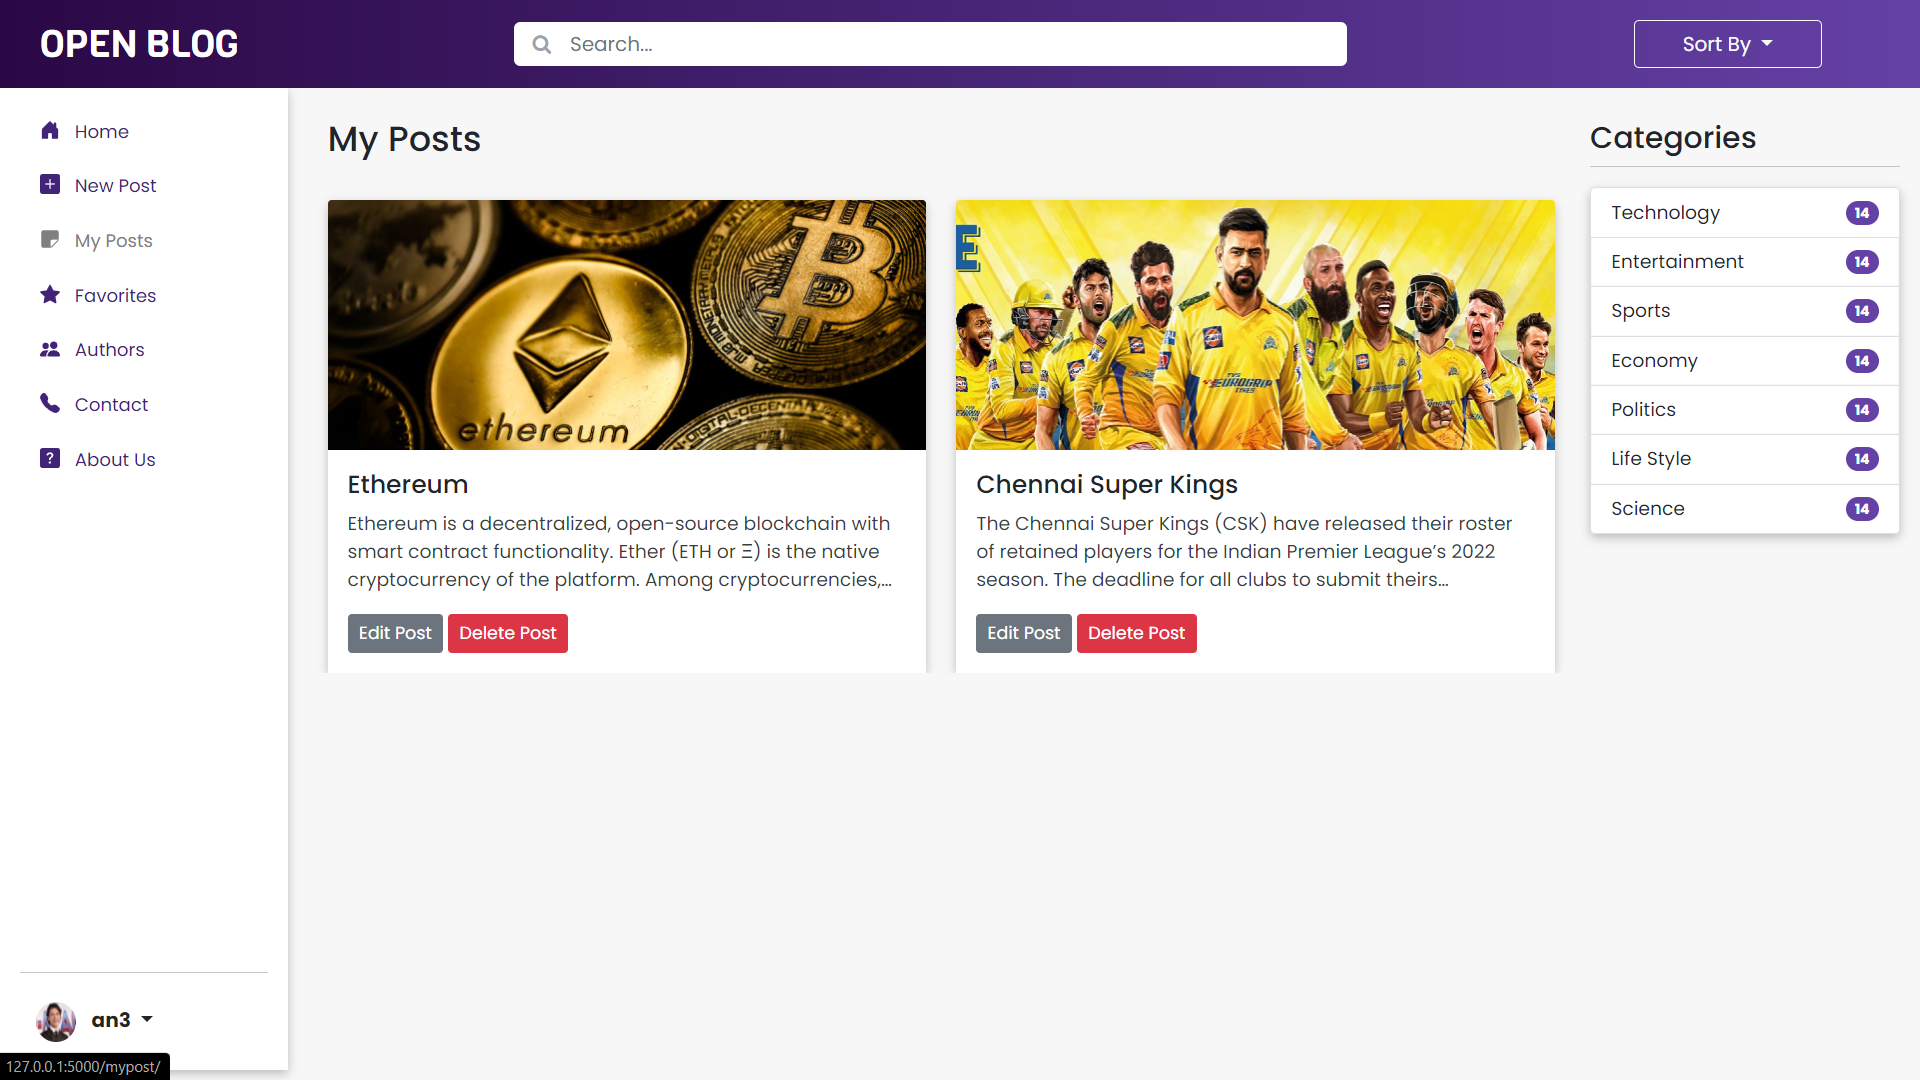 OPEN BLOG
Search...
Sort By
Home
New Post
My Posts
Favorites
Authors
Contact
About Us
My Posts
ethereum
Ethereum
Ethereum is a decentralized, open-source blockchain with
smart contract functionality. Ether (ETH or Ξ) is the native
cryptocurrency of the platform. Among cryptocurrencies,...
Edit Post
Delete Post
E
TVS
EUROGRIP
TYRES
Chennai Super Kings
The Chennai Super Kings (CSK) have released their roster
of retained players for the Indian Premier League’s 2022
season. The deadline for all clubs to submit theirs...
Edit Post
Delete Post
Categories
Technology 14
Entertainment 14
Sports 14
Economy 14
Politics 14
Life Style 14
Science 14
an3
127.0.0.1:5000/mypost/